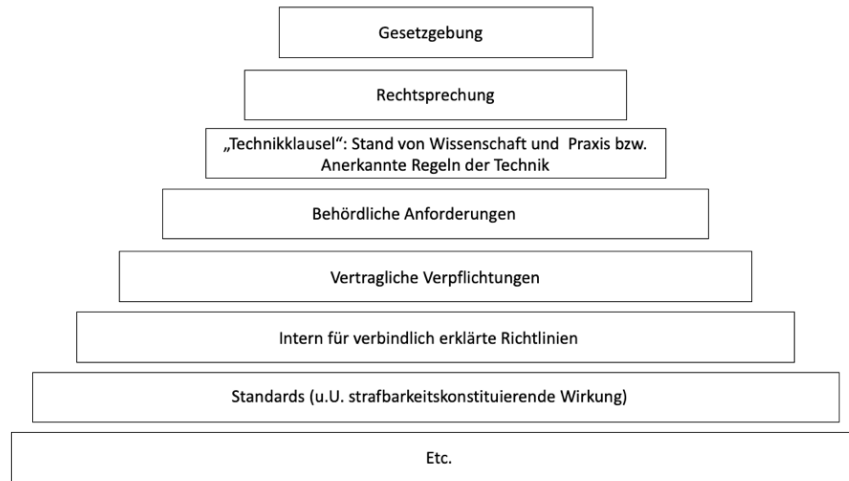 Gesetzgebung
Rechtsprechung
„Technikklausel“: Stand von Wissenschaft und Praxis bzw.
Anerkannte Regeln der Technik
Behördliche Anforderungen
Vertragliche Verpflichtungen
Intern für verbindlich erklärte Richtlinien
Standards (u.U. strafbarkeitskonstituierende Wirkung)
Etc.